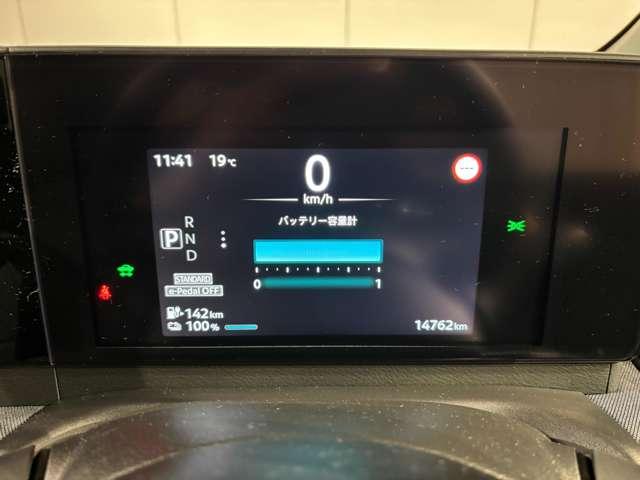 11:41 19℃
0
km/h
---
バッテリー容量計
R
P N
D
STANDARD
e-Pedal OFF
0 1
142km
100%
14762km